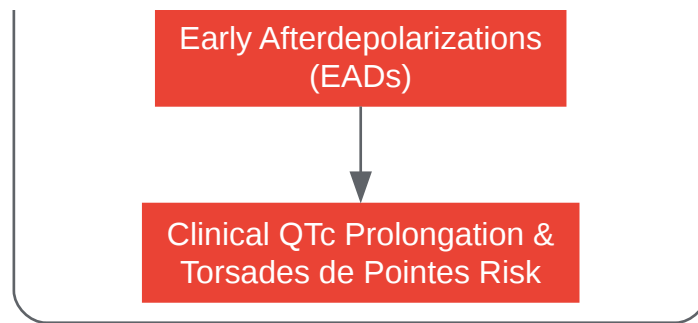 Early Afterdepolarizations
(EADs)
Clinical QTc Prolongation &
Torsades de Pointes Risk